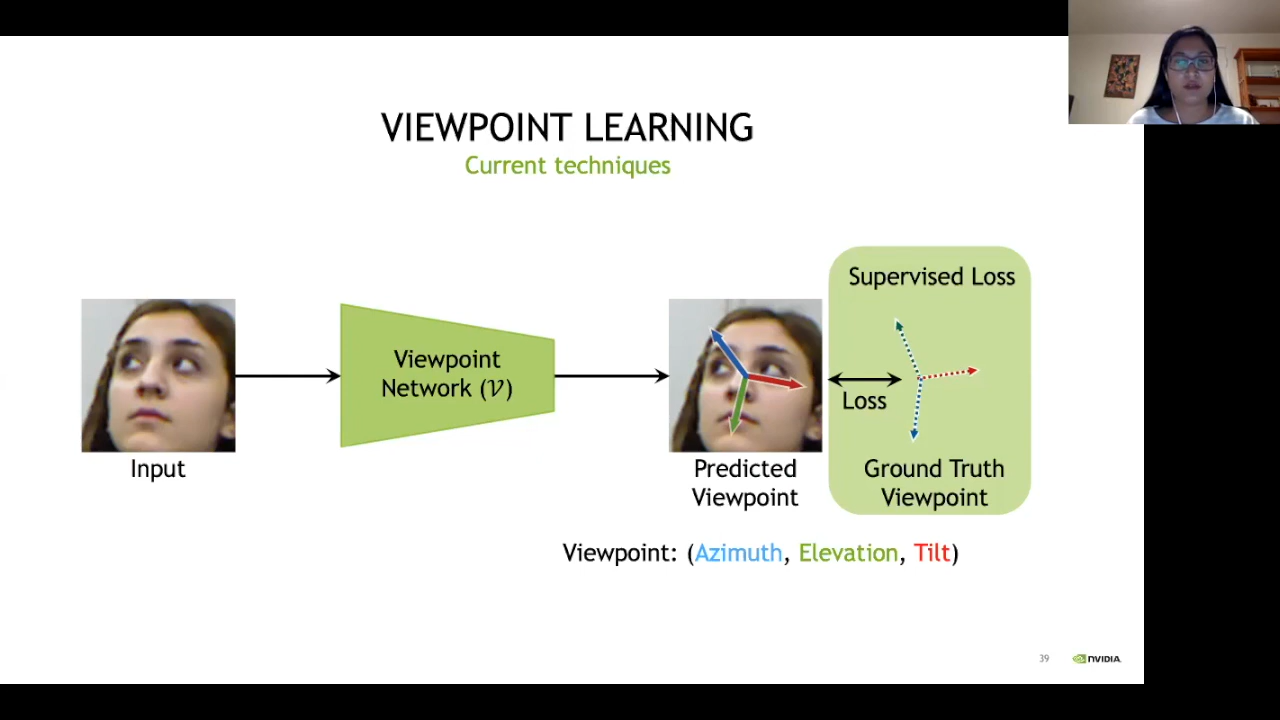 VIEWPOINT LEARNING
Current techniques
Supervised Loss
Viewpoint
Network (𝒱)
Loss
Input
Predicted
Viewpoint
Ground Truth
Viewpoint
Viewpoint: (Azimuth, Elevation, Tilt)
39
NVIDIA.